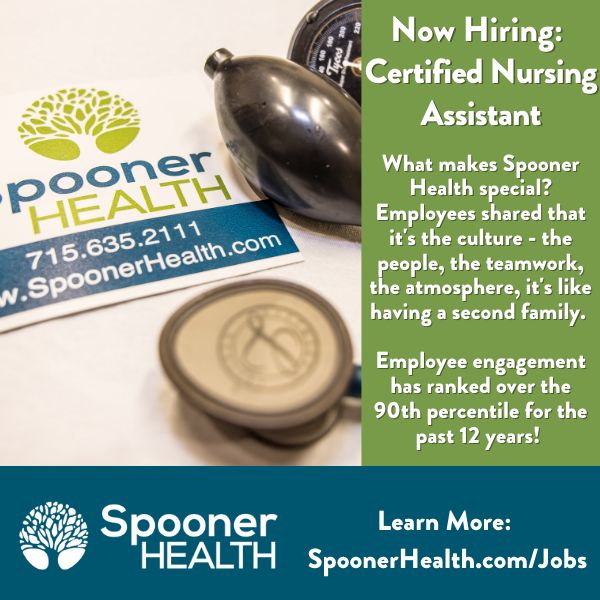 Now Hiring:
Certified Nursing
Assistant
What makes Spooner
Health special?
Employees shared that
it's the culture - the
people, the teamwork,
the atmosphere, it's like
having a second family.
Employee engagement
has ranked over the
90th percentile for the
past 12 years!
Spooner
HEALTH
715.635.2111
w.SpoonerHealth.com
Tycos
Spooner
HEALTH
Learn More:
SpoonerHealth.com/Jobs